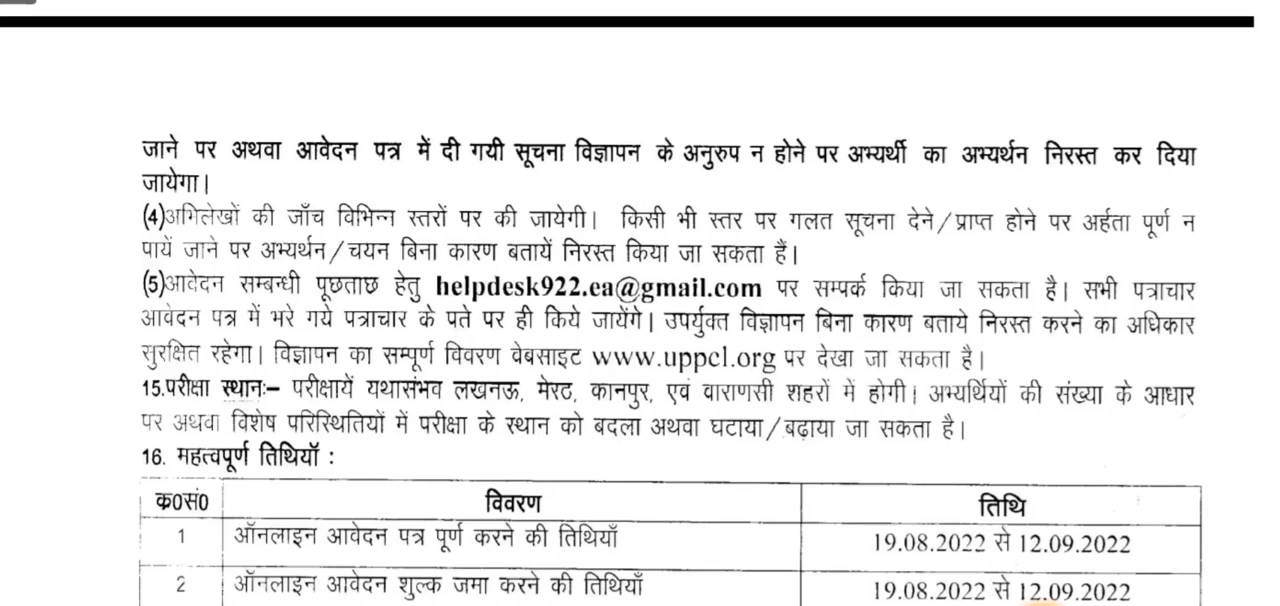 जाने पर अथवा आवेदन पत्र में दी गयी सूचना विज्ञापन के अनुरुप न होने पर अभ्यर्थी का अभ्यर्थन निरस्त कर दिया
जायेगा।
(4)अभिलेखों की जॉच विभिन्न स्तरों पर की जायेगी। किसी भी स्तर पर गलत सूचना देने/प्राप्त होने पर अर्हता पूर्ण न
पायें जाने पर अभ्यर्थन/चयन बिना कारण बतायें निरस्त किया जा सकता हैं।
(5)आवेदन सम्बन्धी पूछताछ हेतु helpdesk922.ea@gmail.com पर सम्पर्क किया जा सकता है। सभी पत्राचार
आवेदन पत्र में भरे गये पत्राचार के पते पर ही किये जायेंगे। उपर्युक्त विज्ञापन बिना कारण बताये निरस्त करने का अधिकार
सुरक्षित रहेगा। विज्ञापन का सम्पूर्ण विवरण वेबसाइट www.uppcl.org पर देखा जा सकता है।
15.परीक्षा स्थानः– परीक्षायें यथासंभव लखनऊ, मेरठ, कानपुर, एवं वाराणसी शहरों में होगी। अभ्यर्थियों की संख्या के आधार
पर अथवा विशेष परिस्थितियों में परीक्षा के स्थान को बदला अथवा घटाया/बढ़ाया जा सकता है।
16. महत्वपूर्ण तिथियॉ :
क0सं0 विवरण तिथि
1 ऑनलाइन आवेदन पत्र पूर्ण करने की तिथियॉ 19.08.2022 से 12.09.2022
2 ऑनलाइन आवेदन शुल्क जमा करने की तिथियॉ 19.08.2022 से 12.09.2022